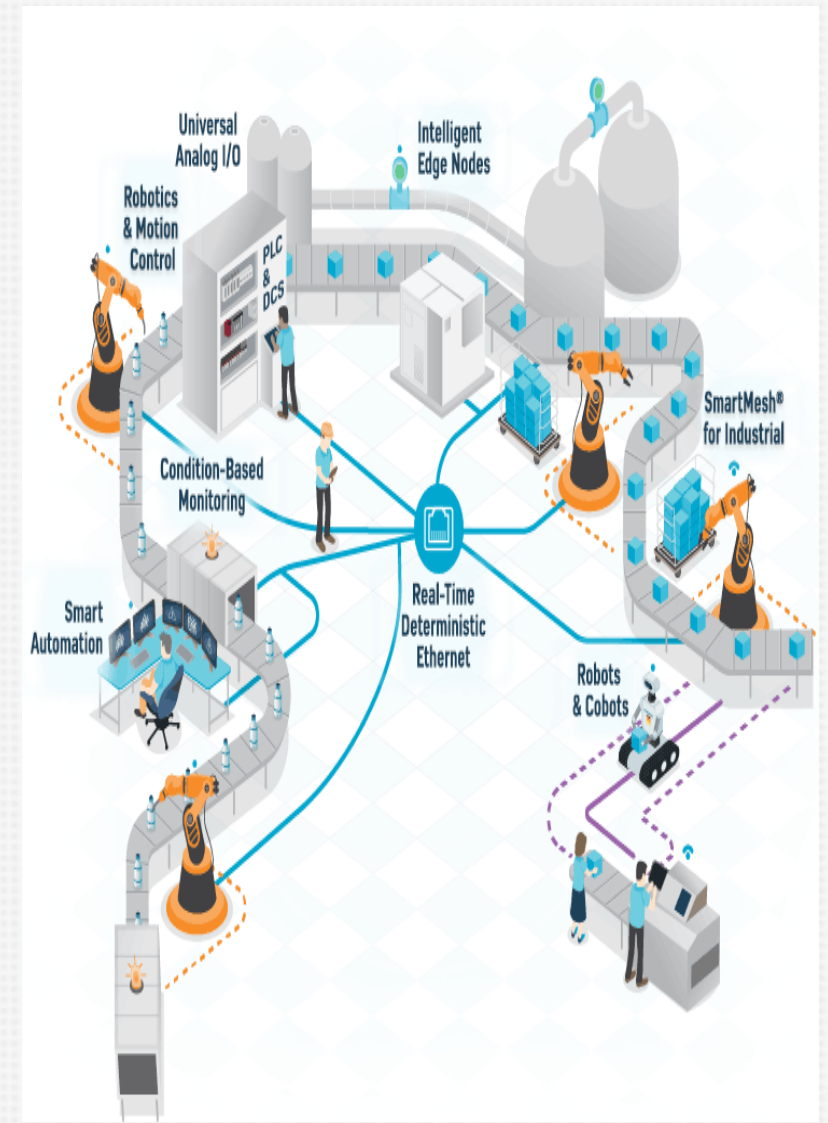 Universal
Analog I/O
Intelligent
Edge Nodes
Robotics
& Motion
Control
PLC
&
DCS
SmartMesh®
for Industrial
Condition-Based
Monitoring
Real-Time
Deterministic
Ethernet
Smart
Automation
Robots
& Cobots